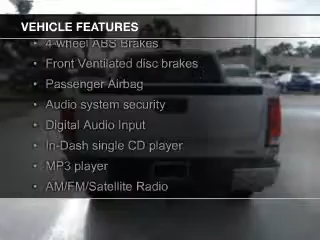 VEHICLE FEATURES
• 4-wheel ABS Brakes
• Front Ventilated disc brakes
• Passenger Airbag
• Audio system security
• Digital Audio Input
• In-Dash single CD player
• MP3 player
• AM/FM/Satellite Radio